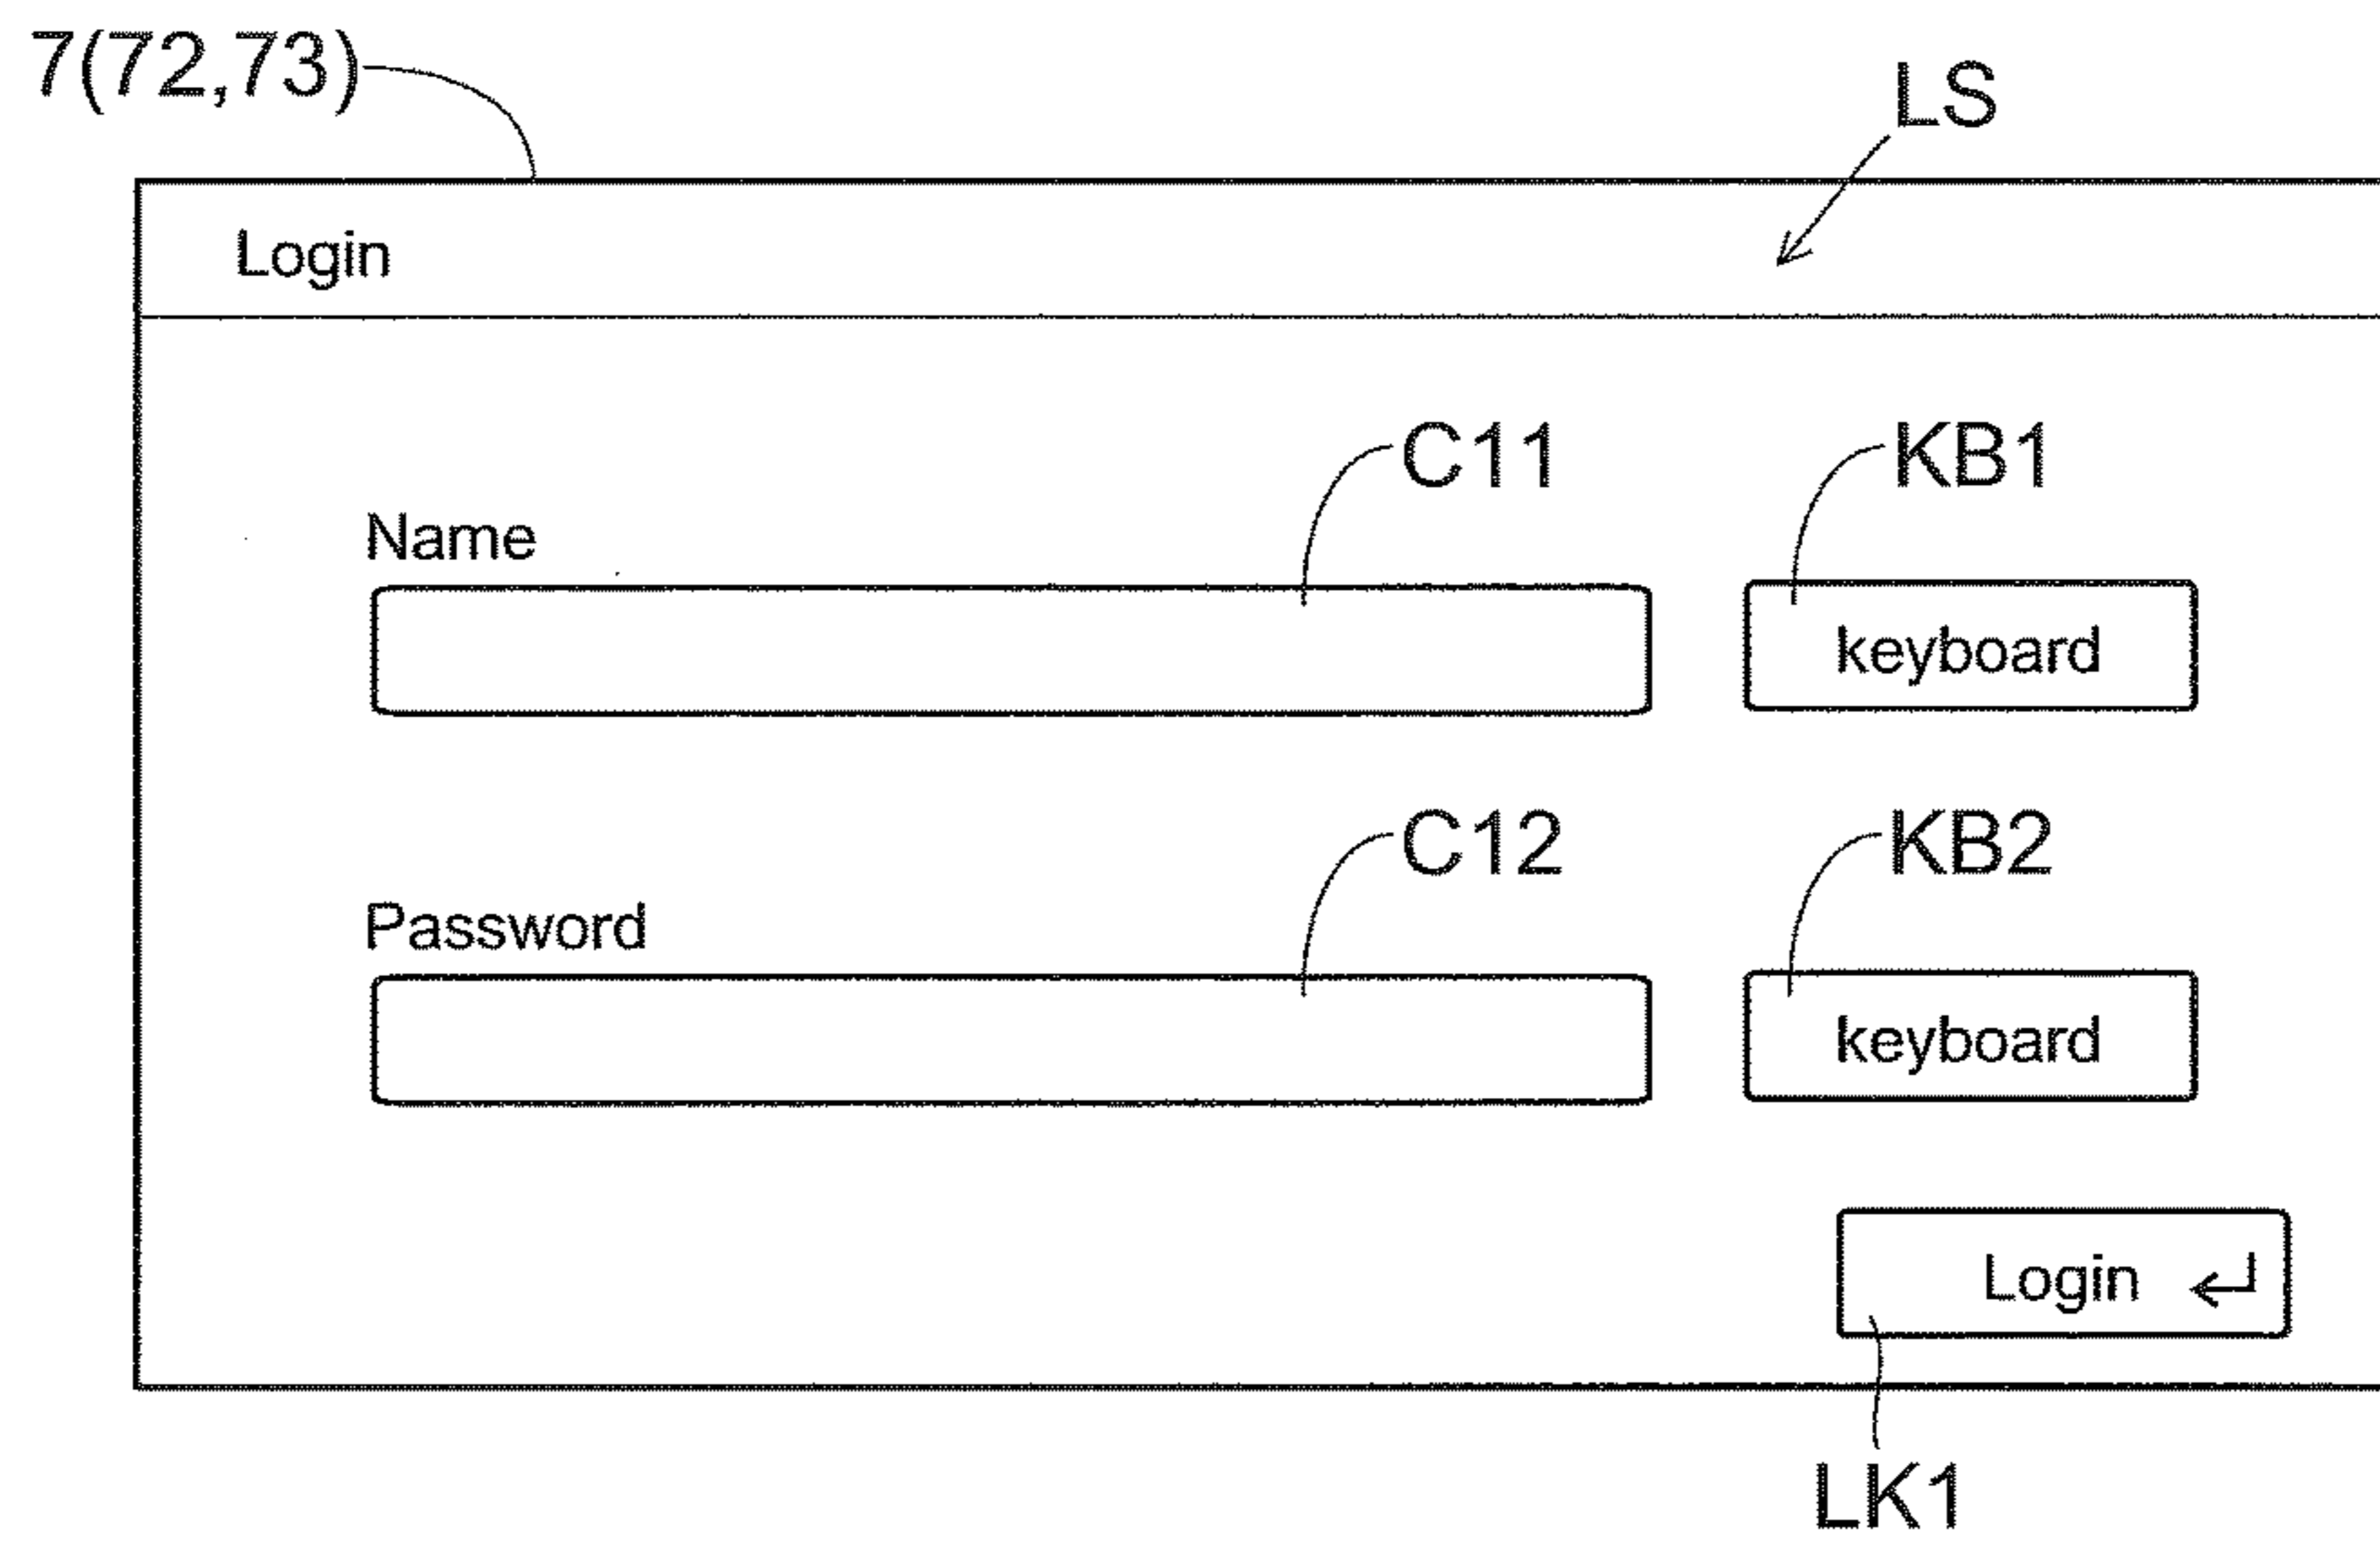 7(72,73)
LS
Login
C11 KB1
Name
keyboard
C12 KB2
Password
keyboard
Login
LK1